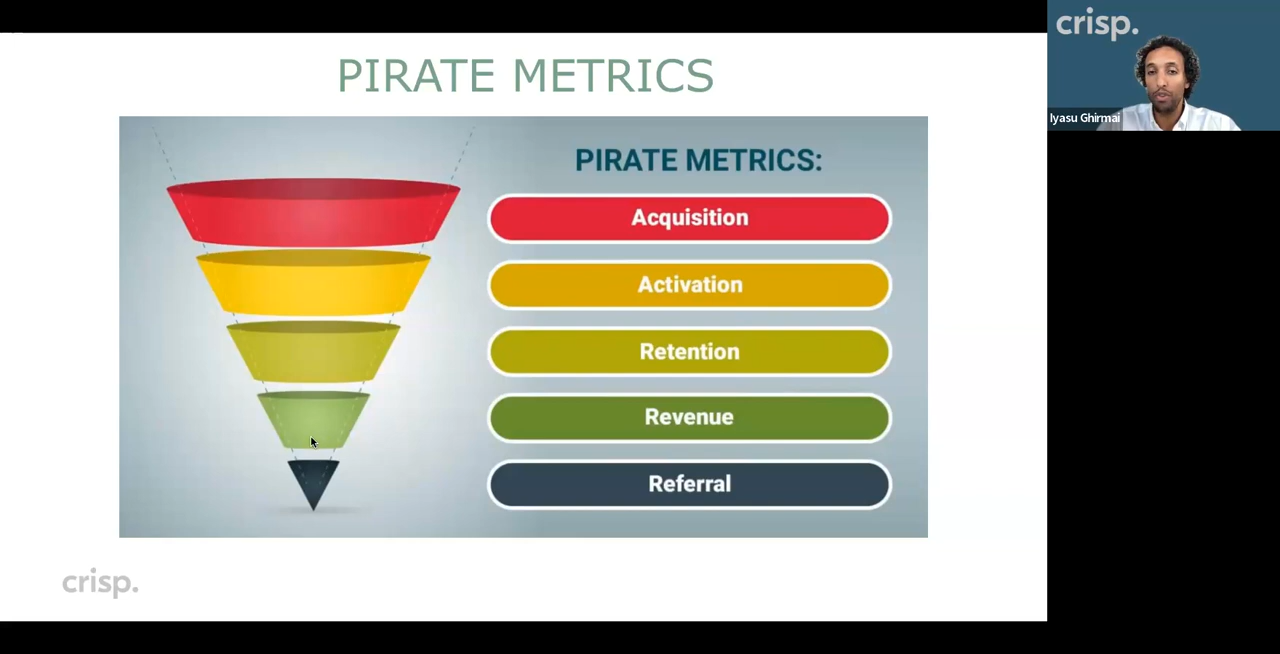 PIRATE METRICS
PIRATE METRICS:
Acquisition
Activation
Retention
Revenue
Referral
crisp.
crisp.
Iyasu Ghirmai